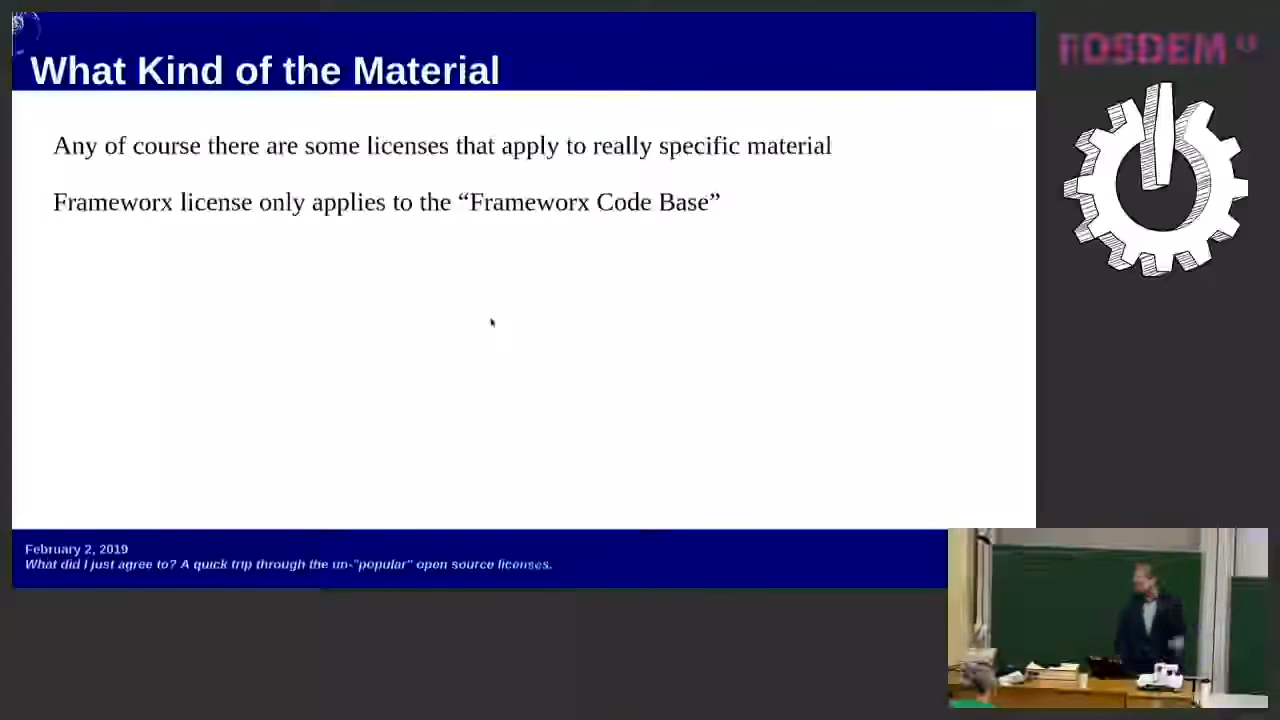 What Kind of the Material
Any of course there are some licenses that apply to really specific material
Frameworx license only applies to the “Frameworx Code Base”
February 2, 2019
What did I just agree to? A quick trip through the un-"popular" open source licenses.
FOSDEM